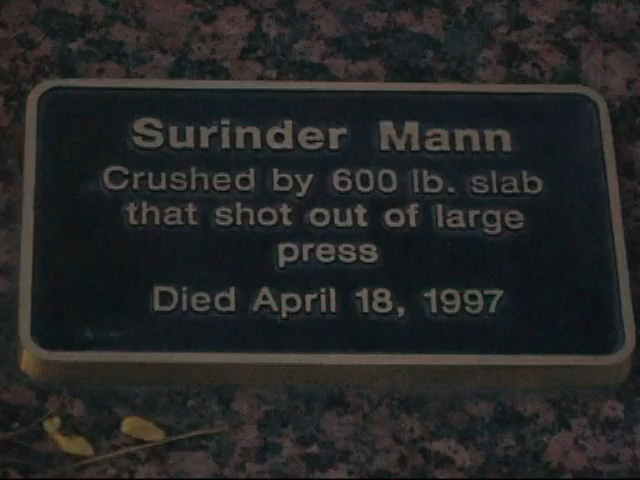 Surinder Mann
Crushed by 600 lb. slab
that shot out of large
press
Died April 18, 1997